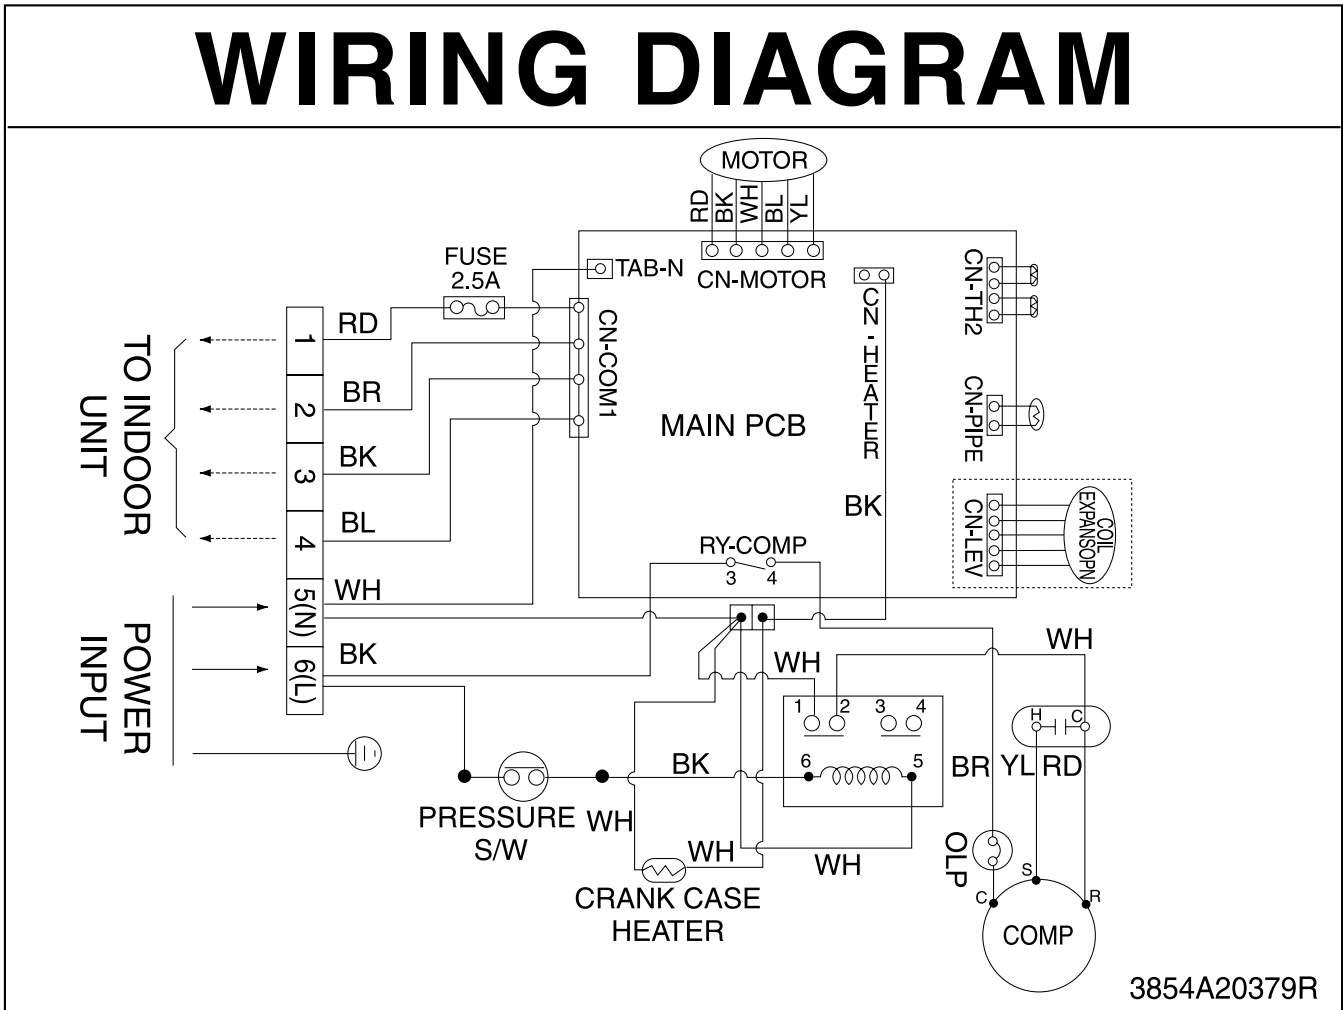 WIRING DIAGRAM
MOTOR
RD
BK
WH
BL
YL
CN-MOTOR
FUSE
2.5A
TAB-N
CN-COM1
CN-HEATER
CN-TH2
CN-PIPE
CN-LEV
COIL
EXPANSOPN
MAIN PCB
TO INDOOR
UNIT
1
RD
2
BR
3
BK
4
BL
5(N)
WH
6(L)
BK
POWER
INPUT
BK
RY-COMP
3 4
WH
WH
1 2 3 4
6 5
H C
BR YL RD
BK
PRESSURE
S/W
WH
WH
WH
CRANK CASE
HEATER
OLP
C S R
COMP
3854A20379R